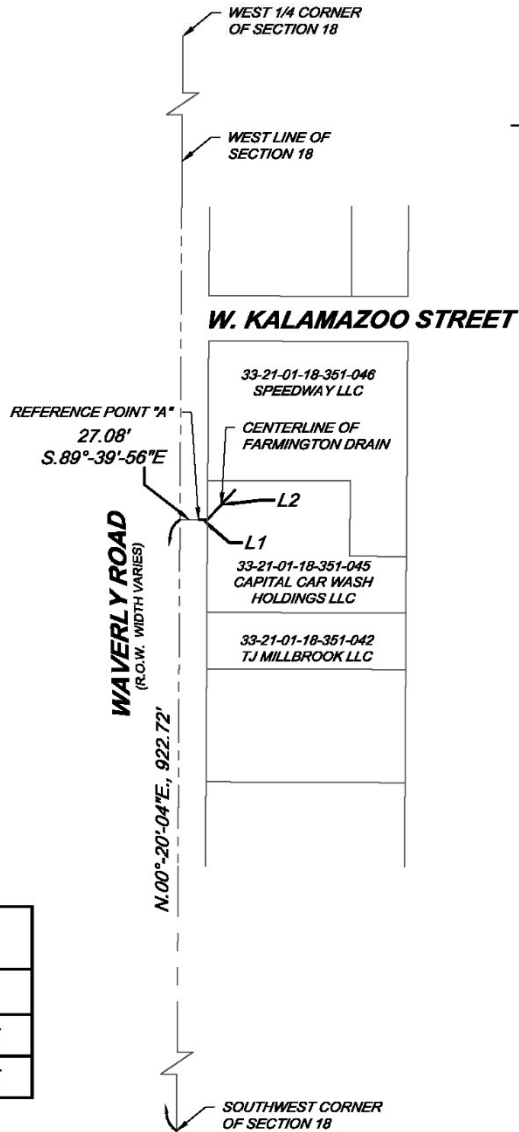 WEST 1/4 CORNER
OF SECTION 18
WEST LINE OF
SECTION 18
W. KALAMAZOO STREET
33-21-01-18-351-046
SPEEDWAY LLC
REFERENCE POINT "A"
27.08'
S.89°-39'-56"E
CENTERLINE OF
FARMINGTON DRAIN
L2
L1
WAVERLY ROAD
(R.O.W. WIDTH VARIES)
33-21-01-18-351-045
CAPITAL CAR WASH
HOLDINGS LLC
33-21-01-18-351-042
TJ MILLBROOK LLC
N.00°-20'-04"E., 922.72'
SOUTHWEST CORNER
OF SECTION 18